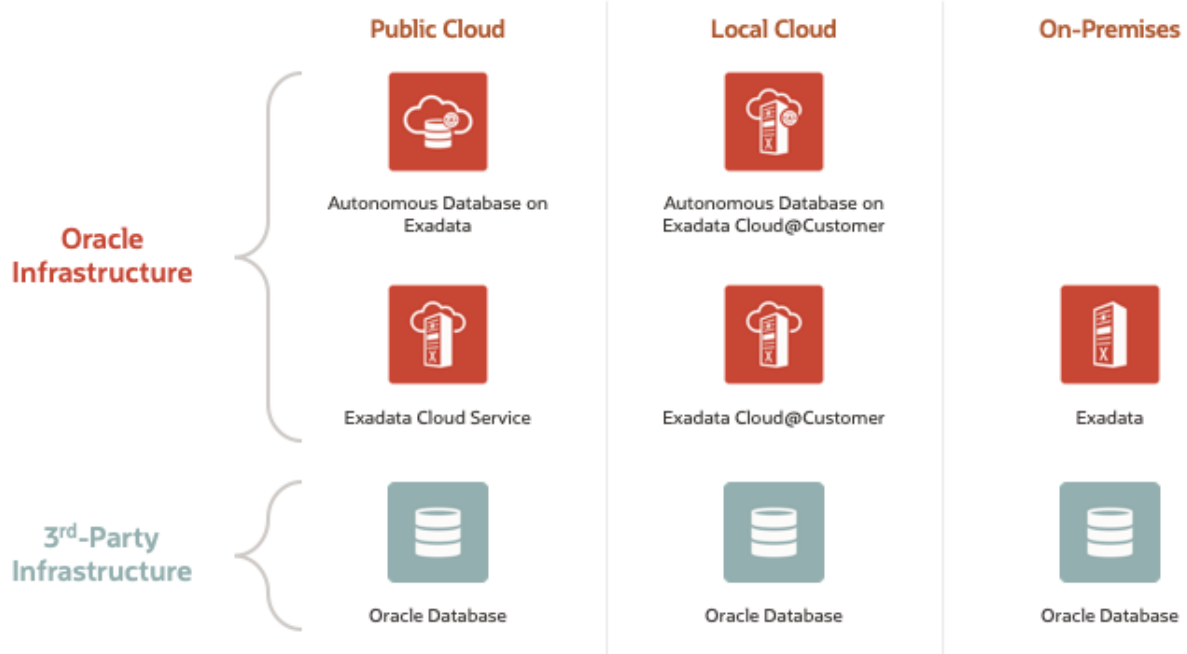 Public Cloud
Local Cloud
On-Premises
Oracle
Infrastructure
Autonomous Database on
Exadata
Autonomous Database on
Exadata Cloud@Customer
Exadata Cloud Service
Exadata Cloud@Customer
Exadata
3rd-Party
Infrastructure
Oracle Database
Oracle Database
Oracle Database